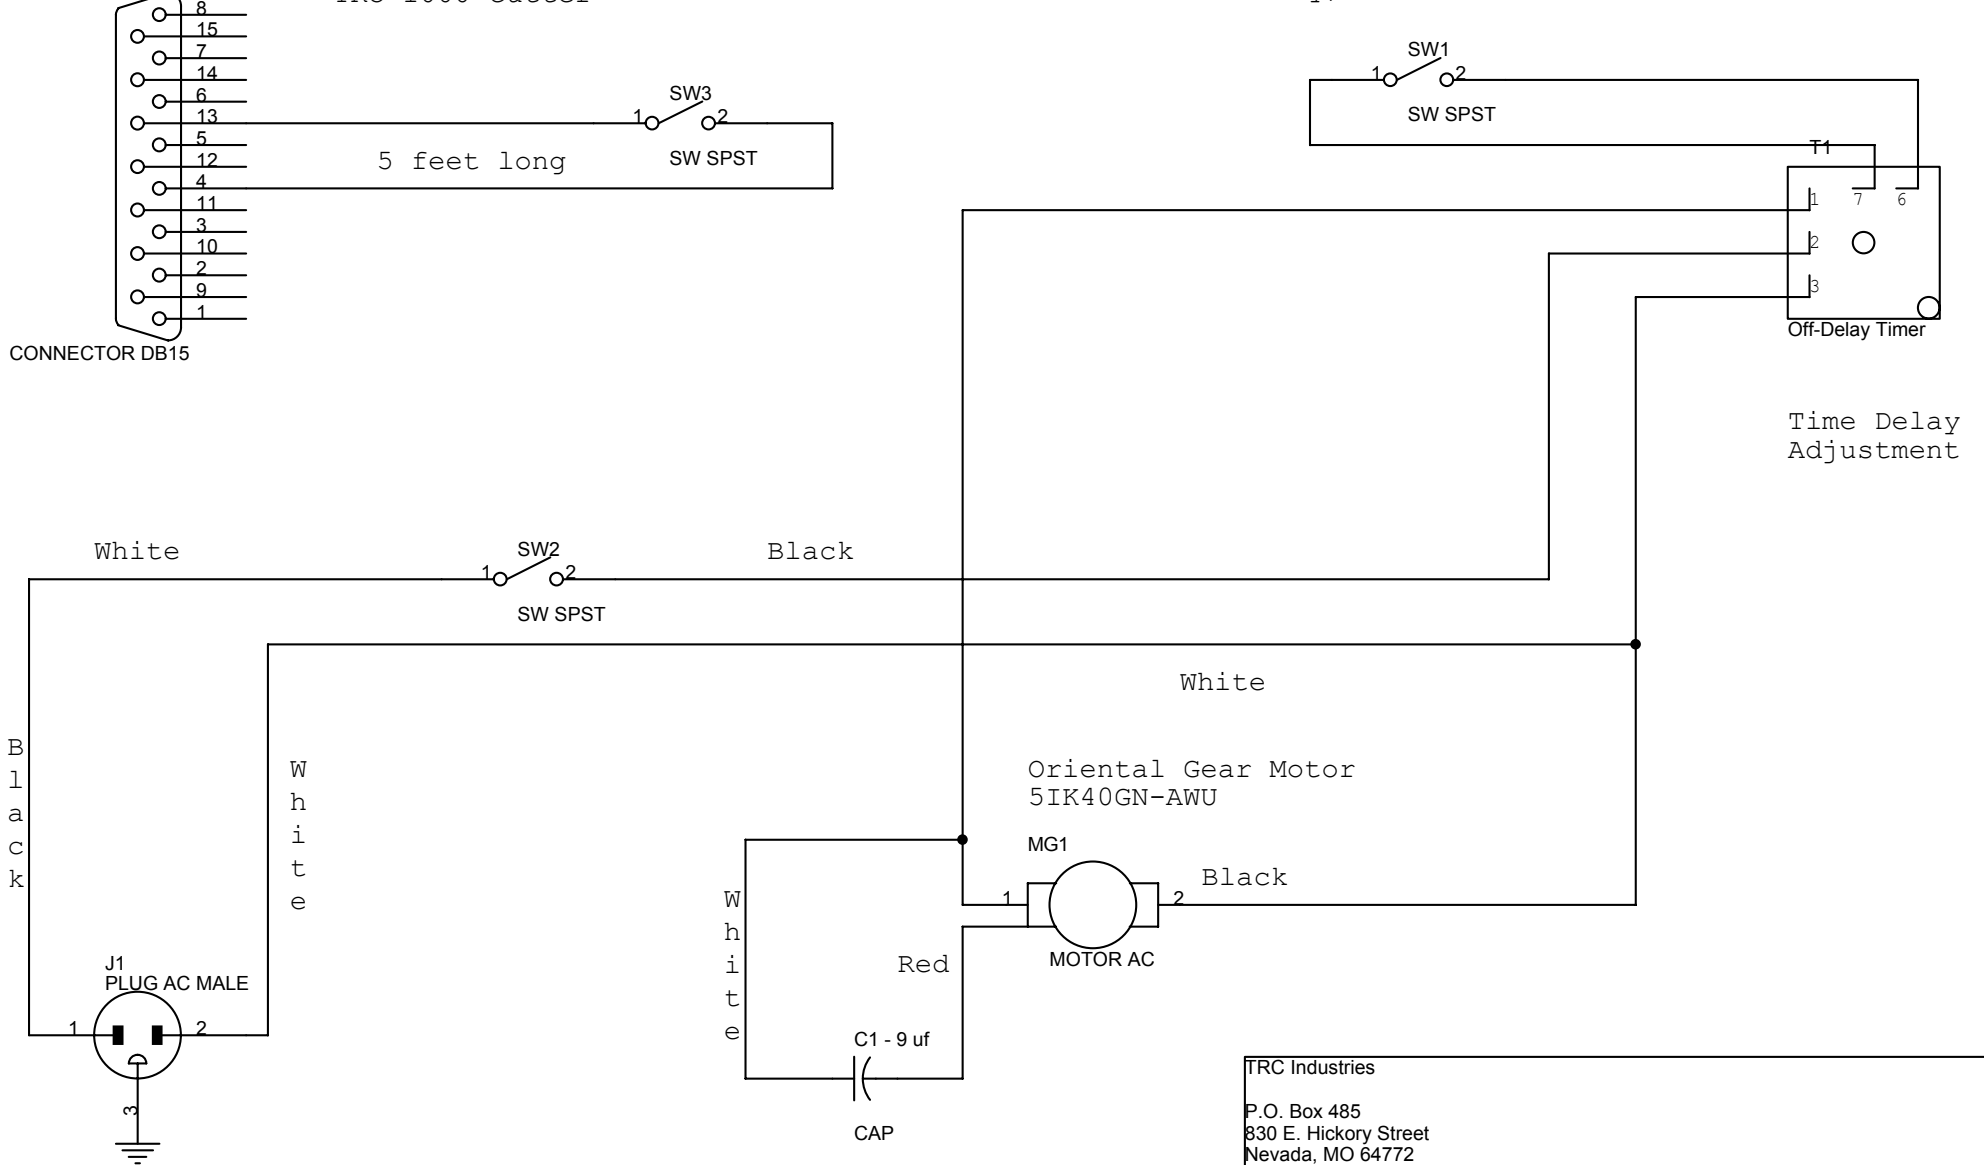 8
15
7
14
6
13
5
12
4
11
3
10
2
9
1
CONNECTOR DB15
SW3
1 2
SW SPST
5 feet long
SW1
1 2
SW SPST
T1
1 7 6
2
3
Off-Delay Timer
Time Delay
Adjustment
White
SW2
1 2
SW SPST
Black
White
Black
White
Oriental Gear Motor
5IK40GN-AWU
MG1
1 2
Black
MOTOR AC
White
Red
C1 - 9 uf
CAP
J1
PLUG AC MALE
1 2
3
TRC Industries
P.O. Box 485
830 E. Hickory Street
Nevada, MO 64772